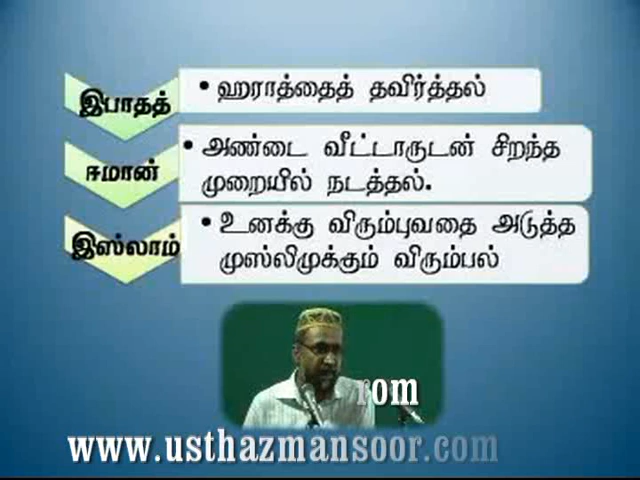 இபாதத்
• ஹராத்தைத் தவிர்த்தல்
ஈமான்
• அண்டை வீட்டாருடன் சிறந்த
முறையில் நடத்தல்.
இஸ்லாம்
• உனக்கு விரும்புவதை அடுத்த
முஸ்லிமுக்கும் விரும்பல்
rom
www.usthazmansoor.com